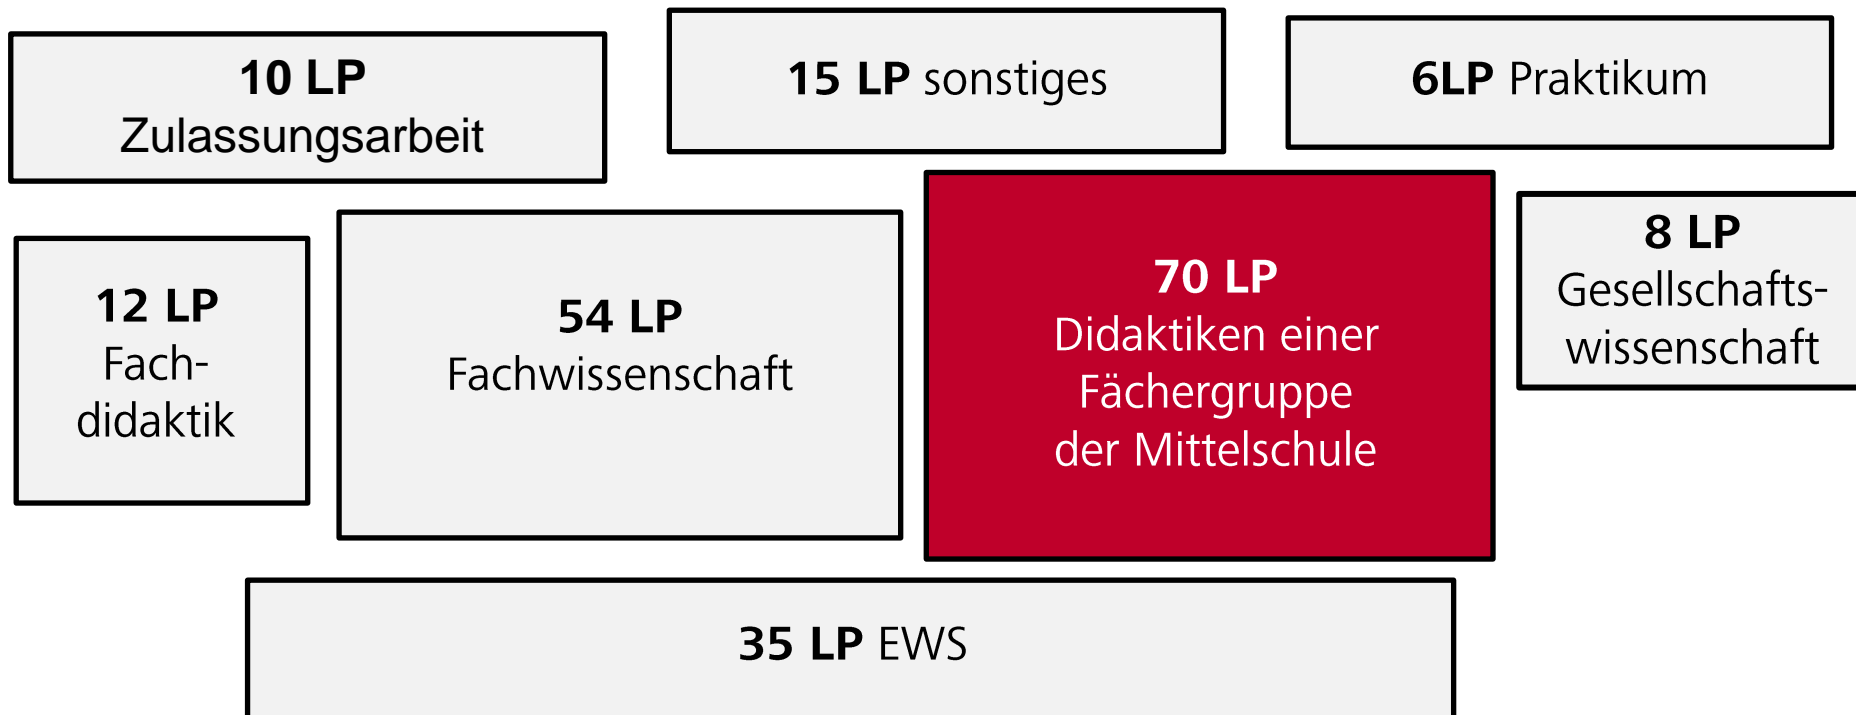 10 LP
Zulassungsarbeit
15 LP sonstiges
6LP Praktikum
12 LP
Fach-
didaktik
54 LP
Fachwissenschaft
70 LP
Didaktiken einer
Fächergruppe
der Mittelschule
8 LP
Gesellschafts-
wissenschaft
35 LP EWS